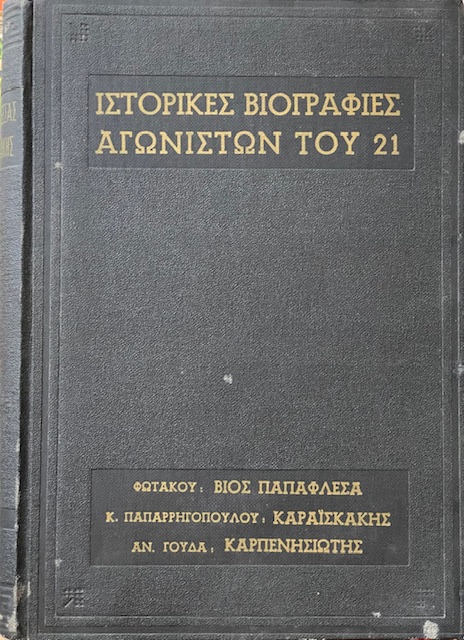 ΙΣΤΟΡΙΚΕΣ ΒΙΟΓΡΑΦΙΕΣ
ΑΓΩΝΙΣΤΩΝ ΤΟΥ 21
ΦΩΤΑΚΟΥ: ΒΙΟΣ ΠΑΠΑΦΛΕΣΑ
Κ. ΠΑΠΑΡΡΗΓΟΠΟΥΛΟΥ: ΚΑΡΑΪΣΚΑΚΗΣ
ΑΝ. ΓΟΥΔΑ: ΚΑΡΠΕΝΗΣΙΩΤΗΣ